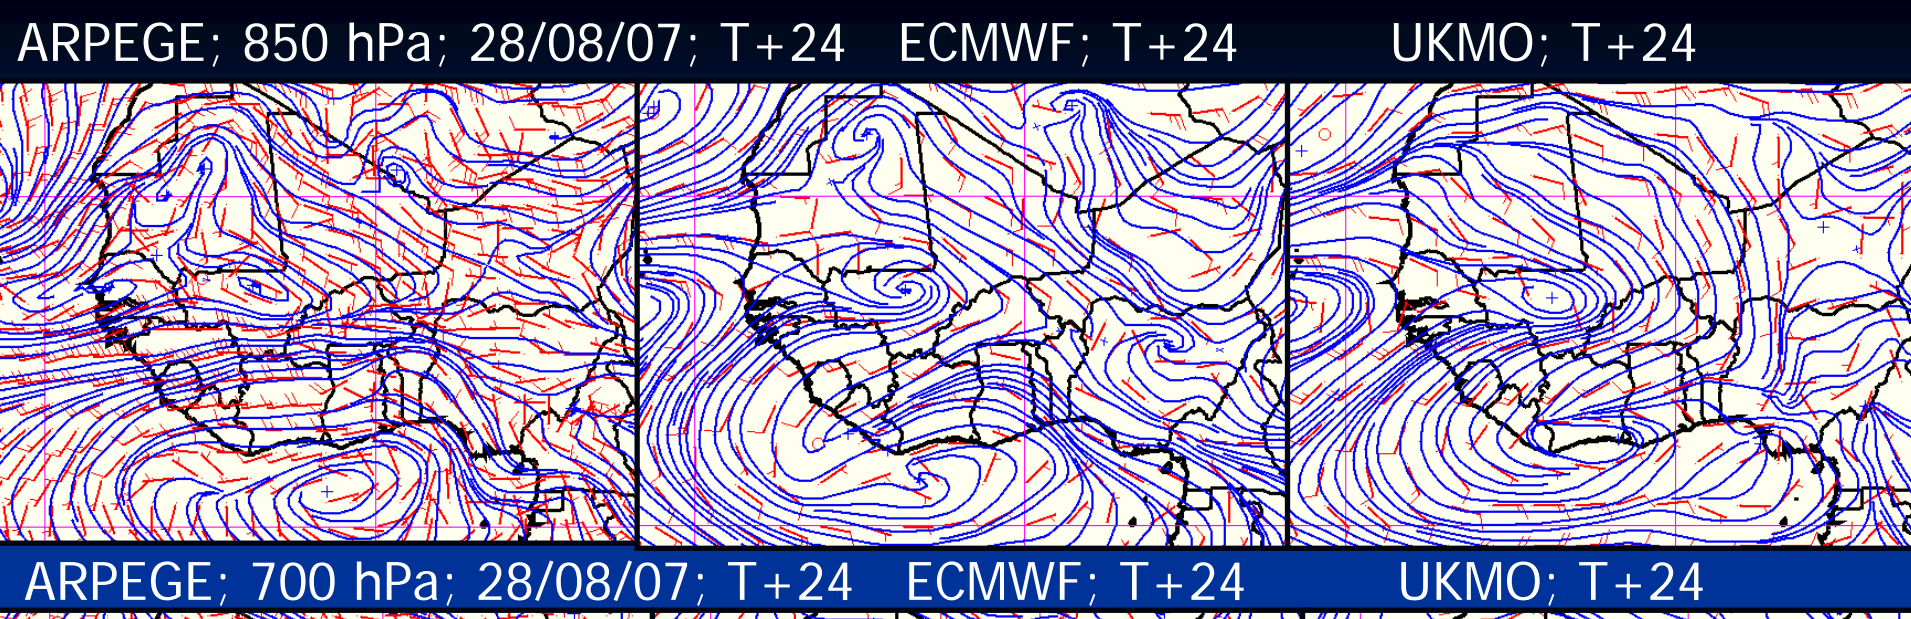 ARPEGE; 850 hPa; 28/08/07; T+24 ECMWF; T+24 UKMO; T+24
ARPEGE; 700 hPa; 28/08/07; T+24 ECMWF; T+24 UKMO; T+24